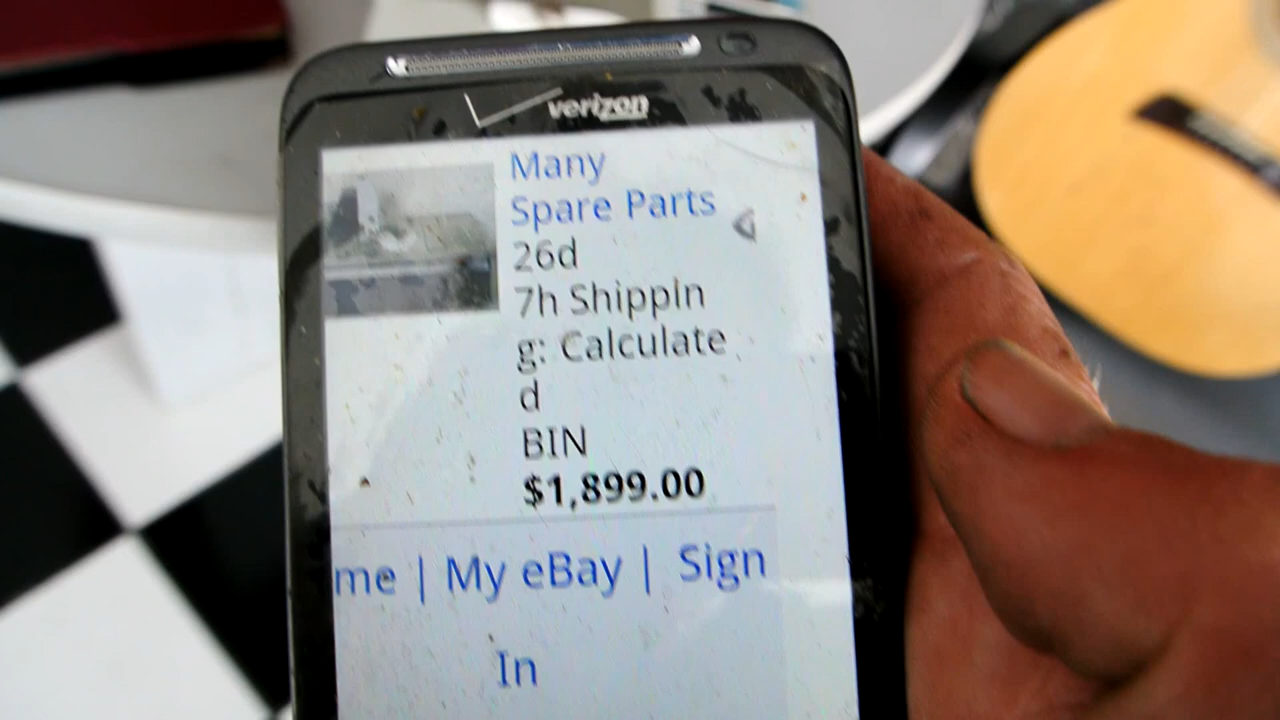 verizon
Many
Spare Parts
26d
7h Shippin
g: Calculate
d
BIN
$1,899.00
me | My eBay | Sign
In